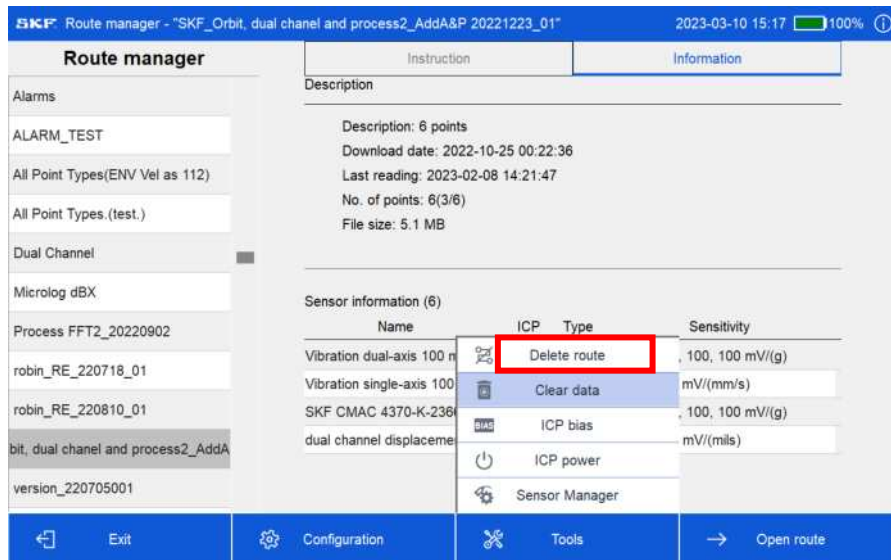 SKF Route manager - "SKF_Orbit, dual chanel and process2_AddA&P 20221223_01" 2023-03-10 15:17 100%
Route manager
Alarms
ALARM_TEST
All Point Types(ENV Vel as 112)
All Point Types.(test.)
Dual Channel
Microlog dBX
Process FFT2_20220902
robin_RE_220718_01
robin_RE_220810_01
bit, dual chanel and process2_AddA
version_220705001
Instruction Information
Description
Description: 6 points
Download date: 2022-10-25 00:22:36
Last reading: 2023-02-08 14:21:47
No. of points: 6(3/6)
File size: 5.1 MB
Sensor information (6)
Name ICP Type Sensitivity
Vibration dual-axis 100 m , 100, 100 mV/(g)
Vibration single-axis 100 mV/(mm/s)
SKF CMAC 4370-K-236 , 100, 100 mV/(g)
dual channel displaceme mV/(mils)
Delete route
Clear data
BIAS ICP bias
ICP power
Sensor Manager
Exit Configuration Tools Open route